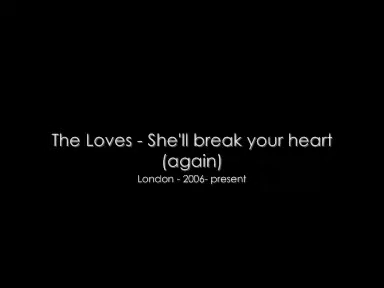 The Loves - She'll break your heart
(again)
London - 2006- present